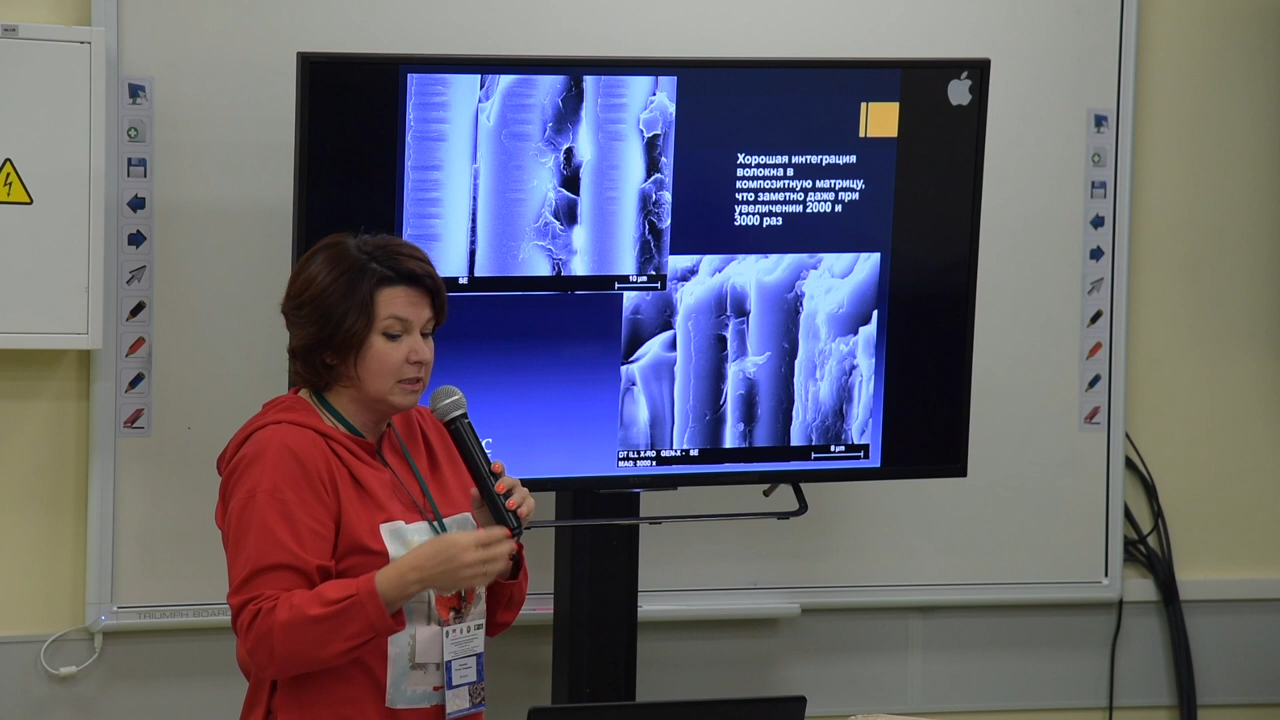 Хорошая интеграция
волокна в
композитную матрицу,
что заметно даже при
увеличении 2000 и
3000 раз
SE
10 µm
DT ILL X-RO GEN-X - SE
MAG: 3000 x
8 µm
TRIUMPH BOARD